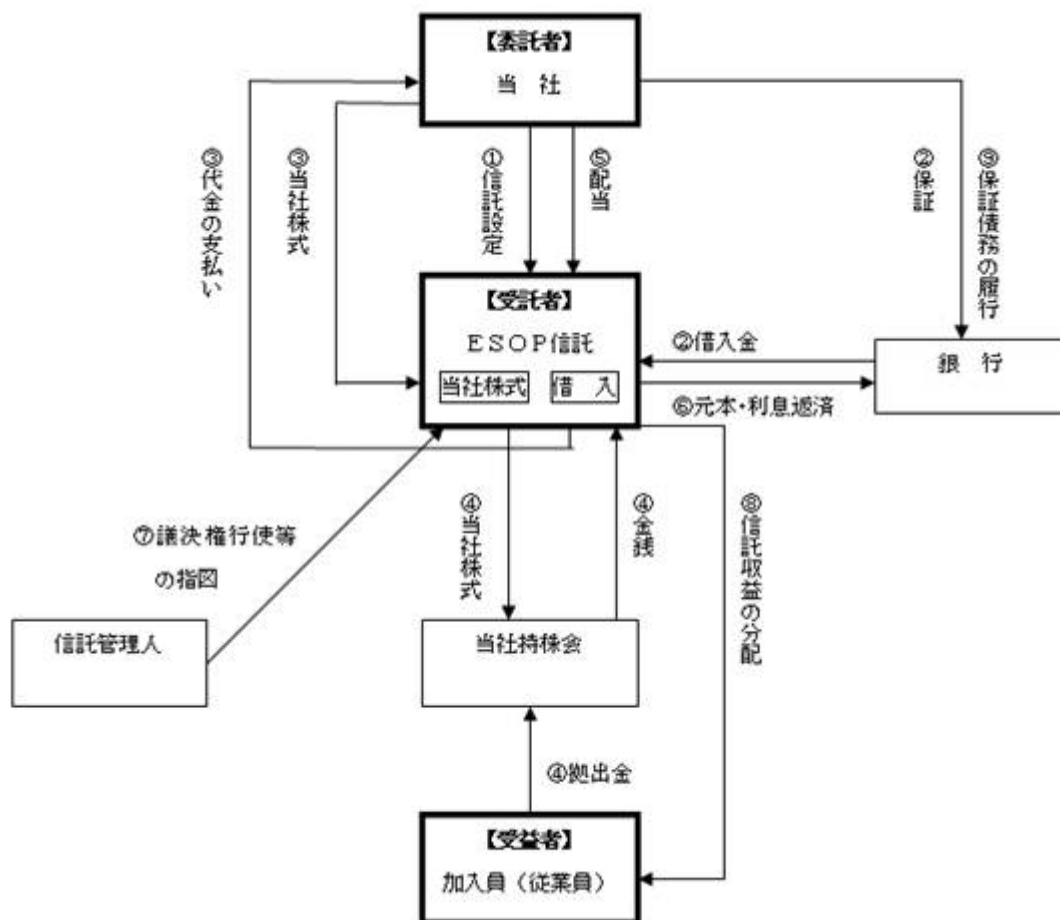 【委託者】
当 社
③代金の支払い
③当社株式
①信託設定
⑤配当
②保証
⑨保証債務の履行
【受託者】
ESOP信託
当社株式
借 入
②借入金
⑥元本・利息返済
銀 行
⑦議決権行使等
の指図
④当社株式
④金銭
⑧信託収益の分配
信託管理人
当社持株会
④拠出金
【受益者】
加入員(従業員)